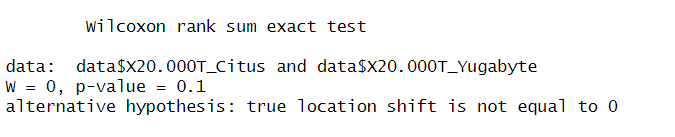 Wilcoxon rank sum exact test
data:  data$X20.000T_Citus and data$X20.000T_Yugabyte
W = 0, p-value = 0.1
alternative hypothesis: true location shift is not equal to 0